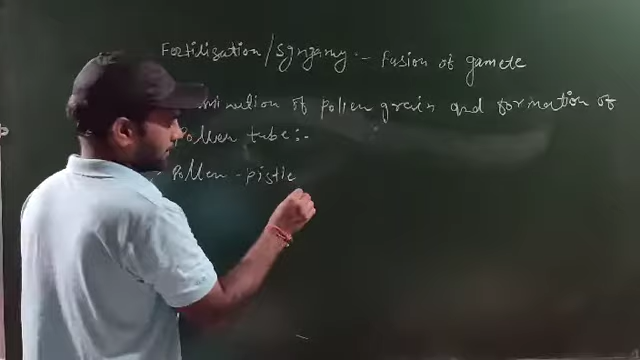 Fertilization/Syngamy :- Fusion of gamete
mination of pollen grain and formation of
Pollen tube :-
Pollen - pistle